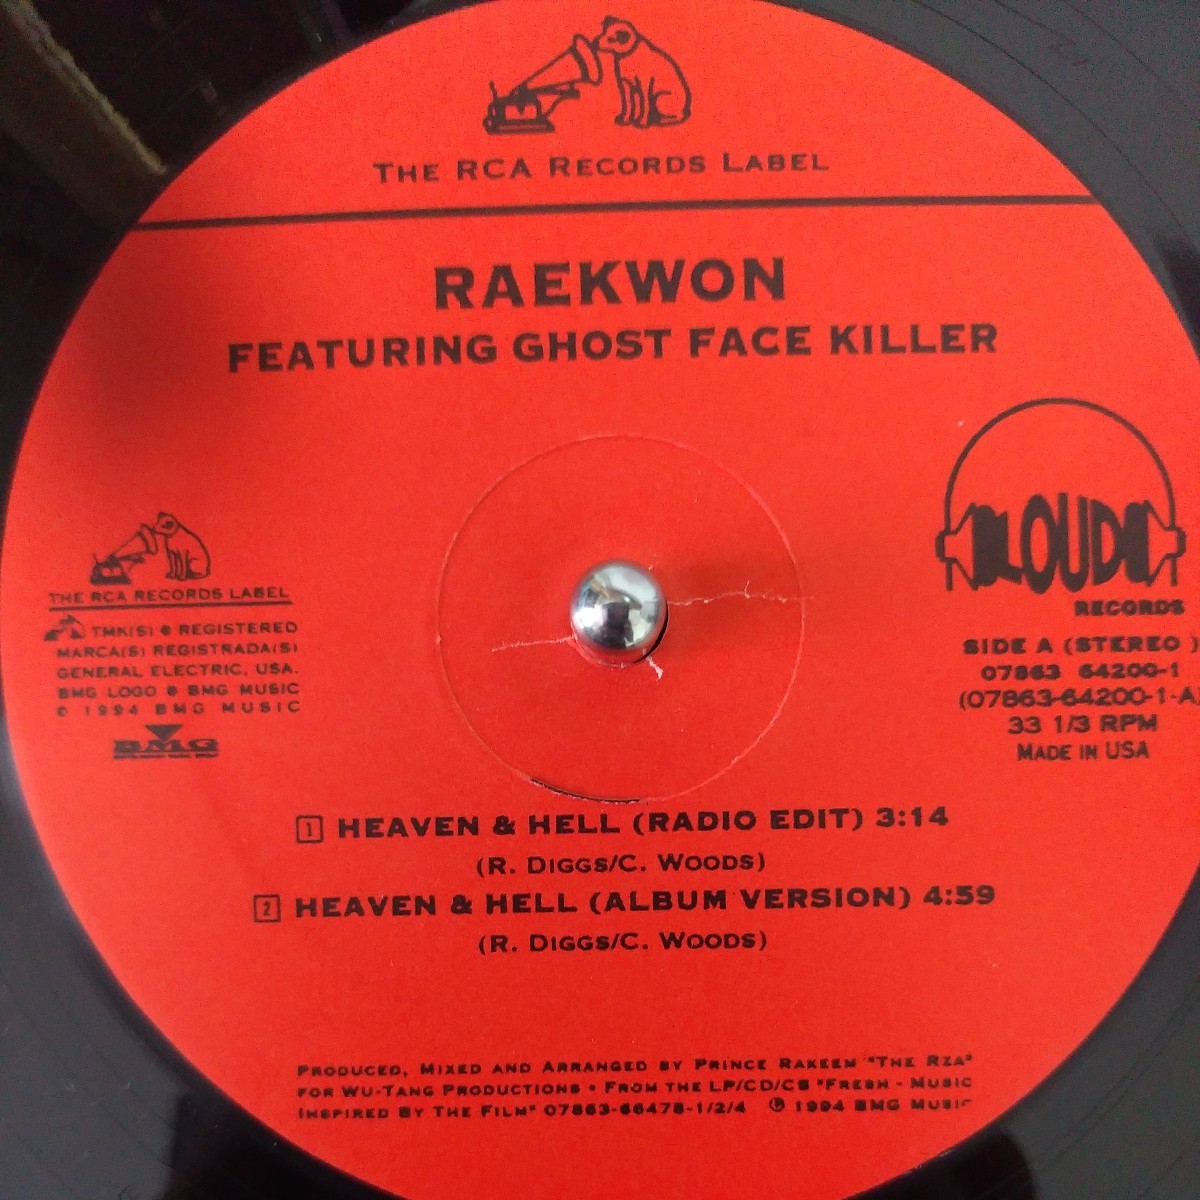 THE RCA RECORDS LABEL
RAEKWON
FEATURING GHOST FACE KILLER
THE RCA RECORDS LABEL
TMK(S) ® REGISTERED
MARCA(S) REGISTRADA(S)
GENERAL ELECTRIC, USA.
BMG LOGO ® BMG MUSIC
© 1994 BMG MUSIC
BMG
LOUD
RECORDS
SIDE A (STEREO )
07863 64200-1
(07863-64200-1-A
33 1/3 RPM
MADE IN USA
1 HEAVEN & HELL (RADIO EDIT) 3:14
(R. DIGGS/C. WOODS)
2 HEAVEN & HELL (ALBUM VERSION) 4:59
(R. DIGGS/C. WOODS)
PRODUCED, MIXED AND ARRANGED BY PRINCE RAKEEM "THE RZA"
FOR WU-TANG PRODUCTIONS • FROM THE LP/CD/CS "FRESH - MUSIC
INSPIRED BY THE FILM" 07863-66478-1/2/4 ℗ 1994 BMG MUSIC